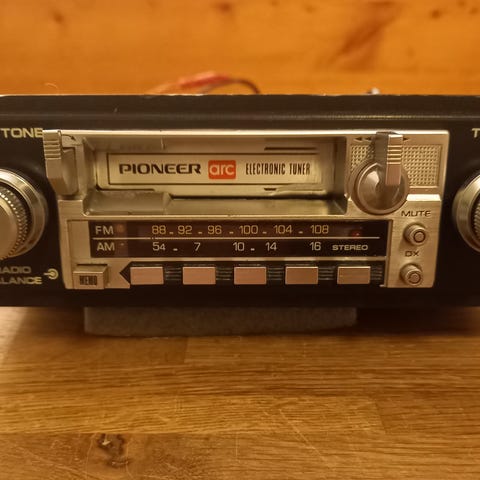 TONE
T
PIONEER arc ELECTRONIC TUNER
MUTE
FM 88 . 92 . 96 . 100 . 104 . 108
AM 54 . 7 10 . 14 16 STEREO
DX
RADIO
BALANCE
MEMO